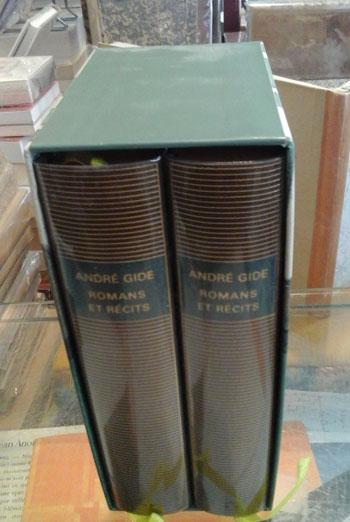 ANDRÉ GIDE
ROMANS
ET RÉCITS
ANDRÉ GIDE
ROMANS
ET RÉCITS